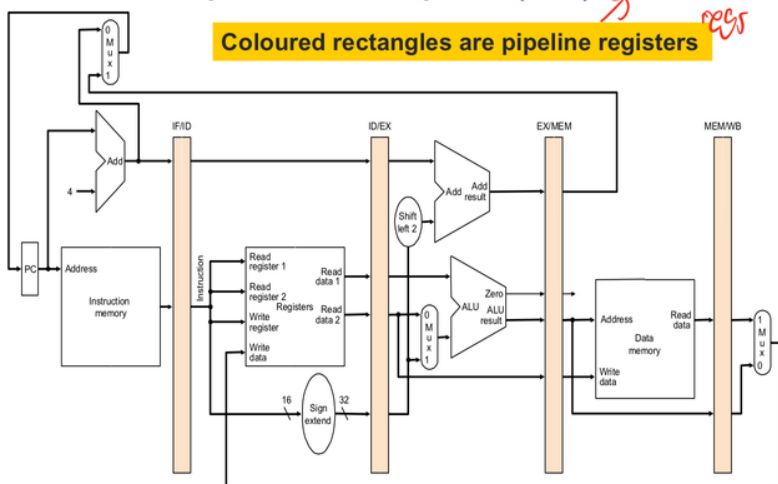 Coloured rectangles are pipeline registers
regs
0
M
u
x
1
IF/ID
ID/EX
EX/MEM
MEM/WB
Add
4
Add
Add
result
Shift
left 2
PC
Address
Instruction
memory
Instruction
Read
register 1
Read
register 2
Write
register
Write
data
Registers
Read
data 1
Read
data 2
0
M
u
x
1
Zero
ALU
ALU
result
Address
Read
data
Data
memory
Write
data
1
M
u
x
0
16
Sign
extend
32